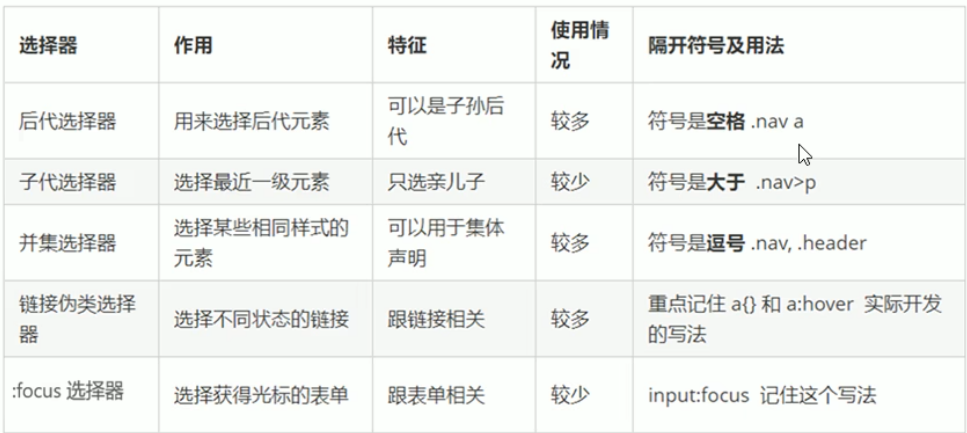 选择器 作用 特征 使用情况 隔开符号及用法
后代选择器 用来选择后代元素 可以是子孙后代 较多 符号是空格 .nav a
子代选择器 选择最近一级元素 只选亲儿子 较少 符号是大于 .nav>p
并集选择器 选择某些相同样式的元素 可以用于集体声明 较多 符号是逗号 .nav, .header
链接伪类选择器 选择不同状态的链接 跟链接相关 较多 重点记住 a{} 和 a:hover 实际开发的写法
:focus 选择器 选择获得光标的表单 跟表单相关 较少 input:focus 记住这个写法